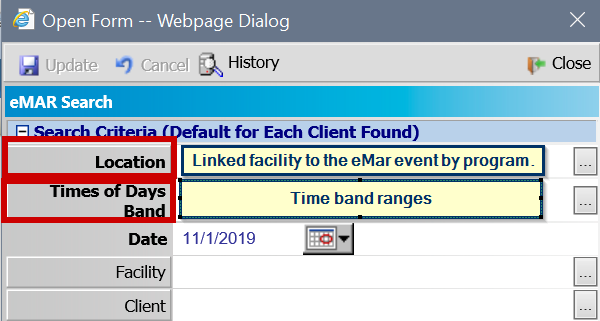 Open Form -- Webpage Dialog
Update Cancel History Close
eMAR Search
Search Criteria (Default for Each Client Found)
Location Linked facility to the eMar event by program. ...
Times of Days
Band Time band ranges ...
Date 11/1/2019
Facility ...
Client ...